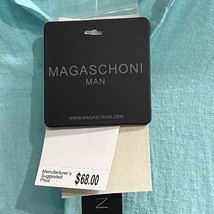 MAGASCHONI
MAN
WWW.MAGASCHONI.COM
Manufacturer's
Suggested
Price
$68.00